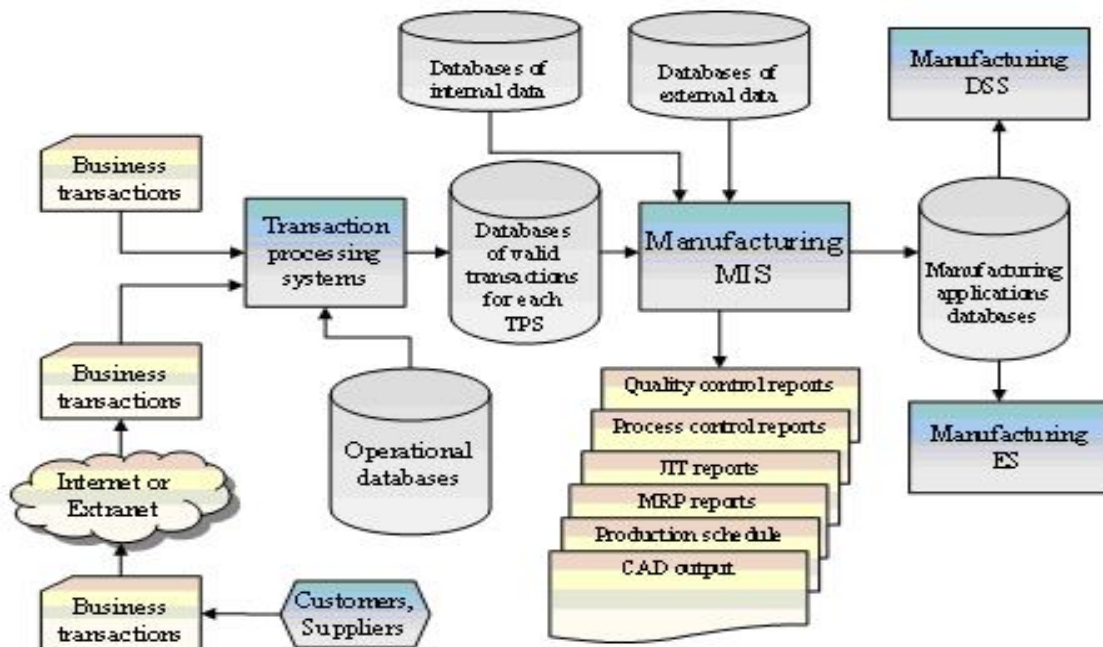 Databases of
internal data
Databases of
external data
Manufacturing
DSS
Business
transactions
Transaction
processing
systems
Databases
of valid
transactions
for each
TPS
Manufacturing
MIS
Manufacturing
applications
databases
Business
transactions
Operational
databases
Quality control reports
Process control reports
JIT reports
MRP reports
Production schedule
CAD output
Manufacturing
ES
Internet or
Extranet
Business
transactions
Customers,
Suppliers